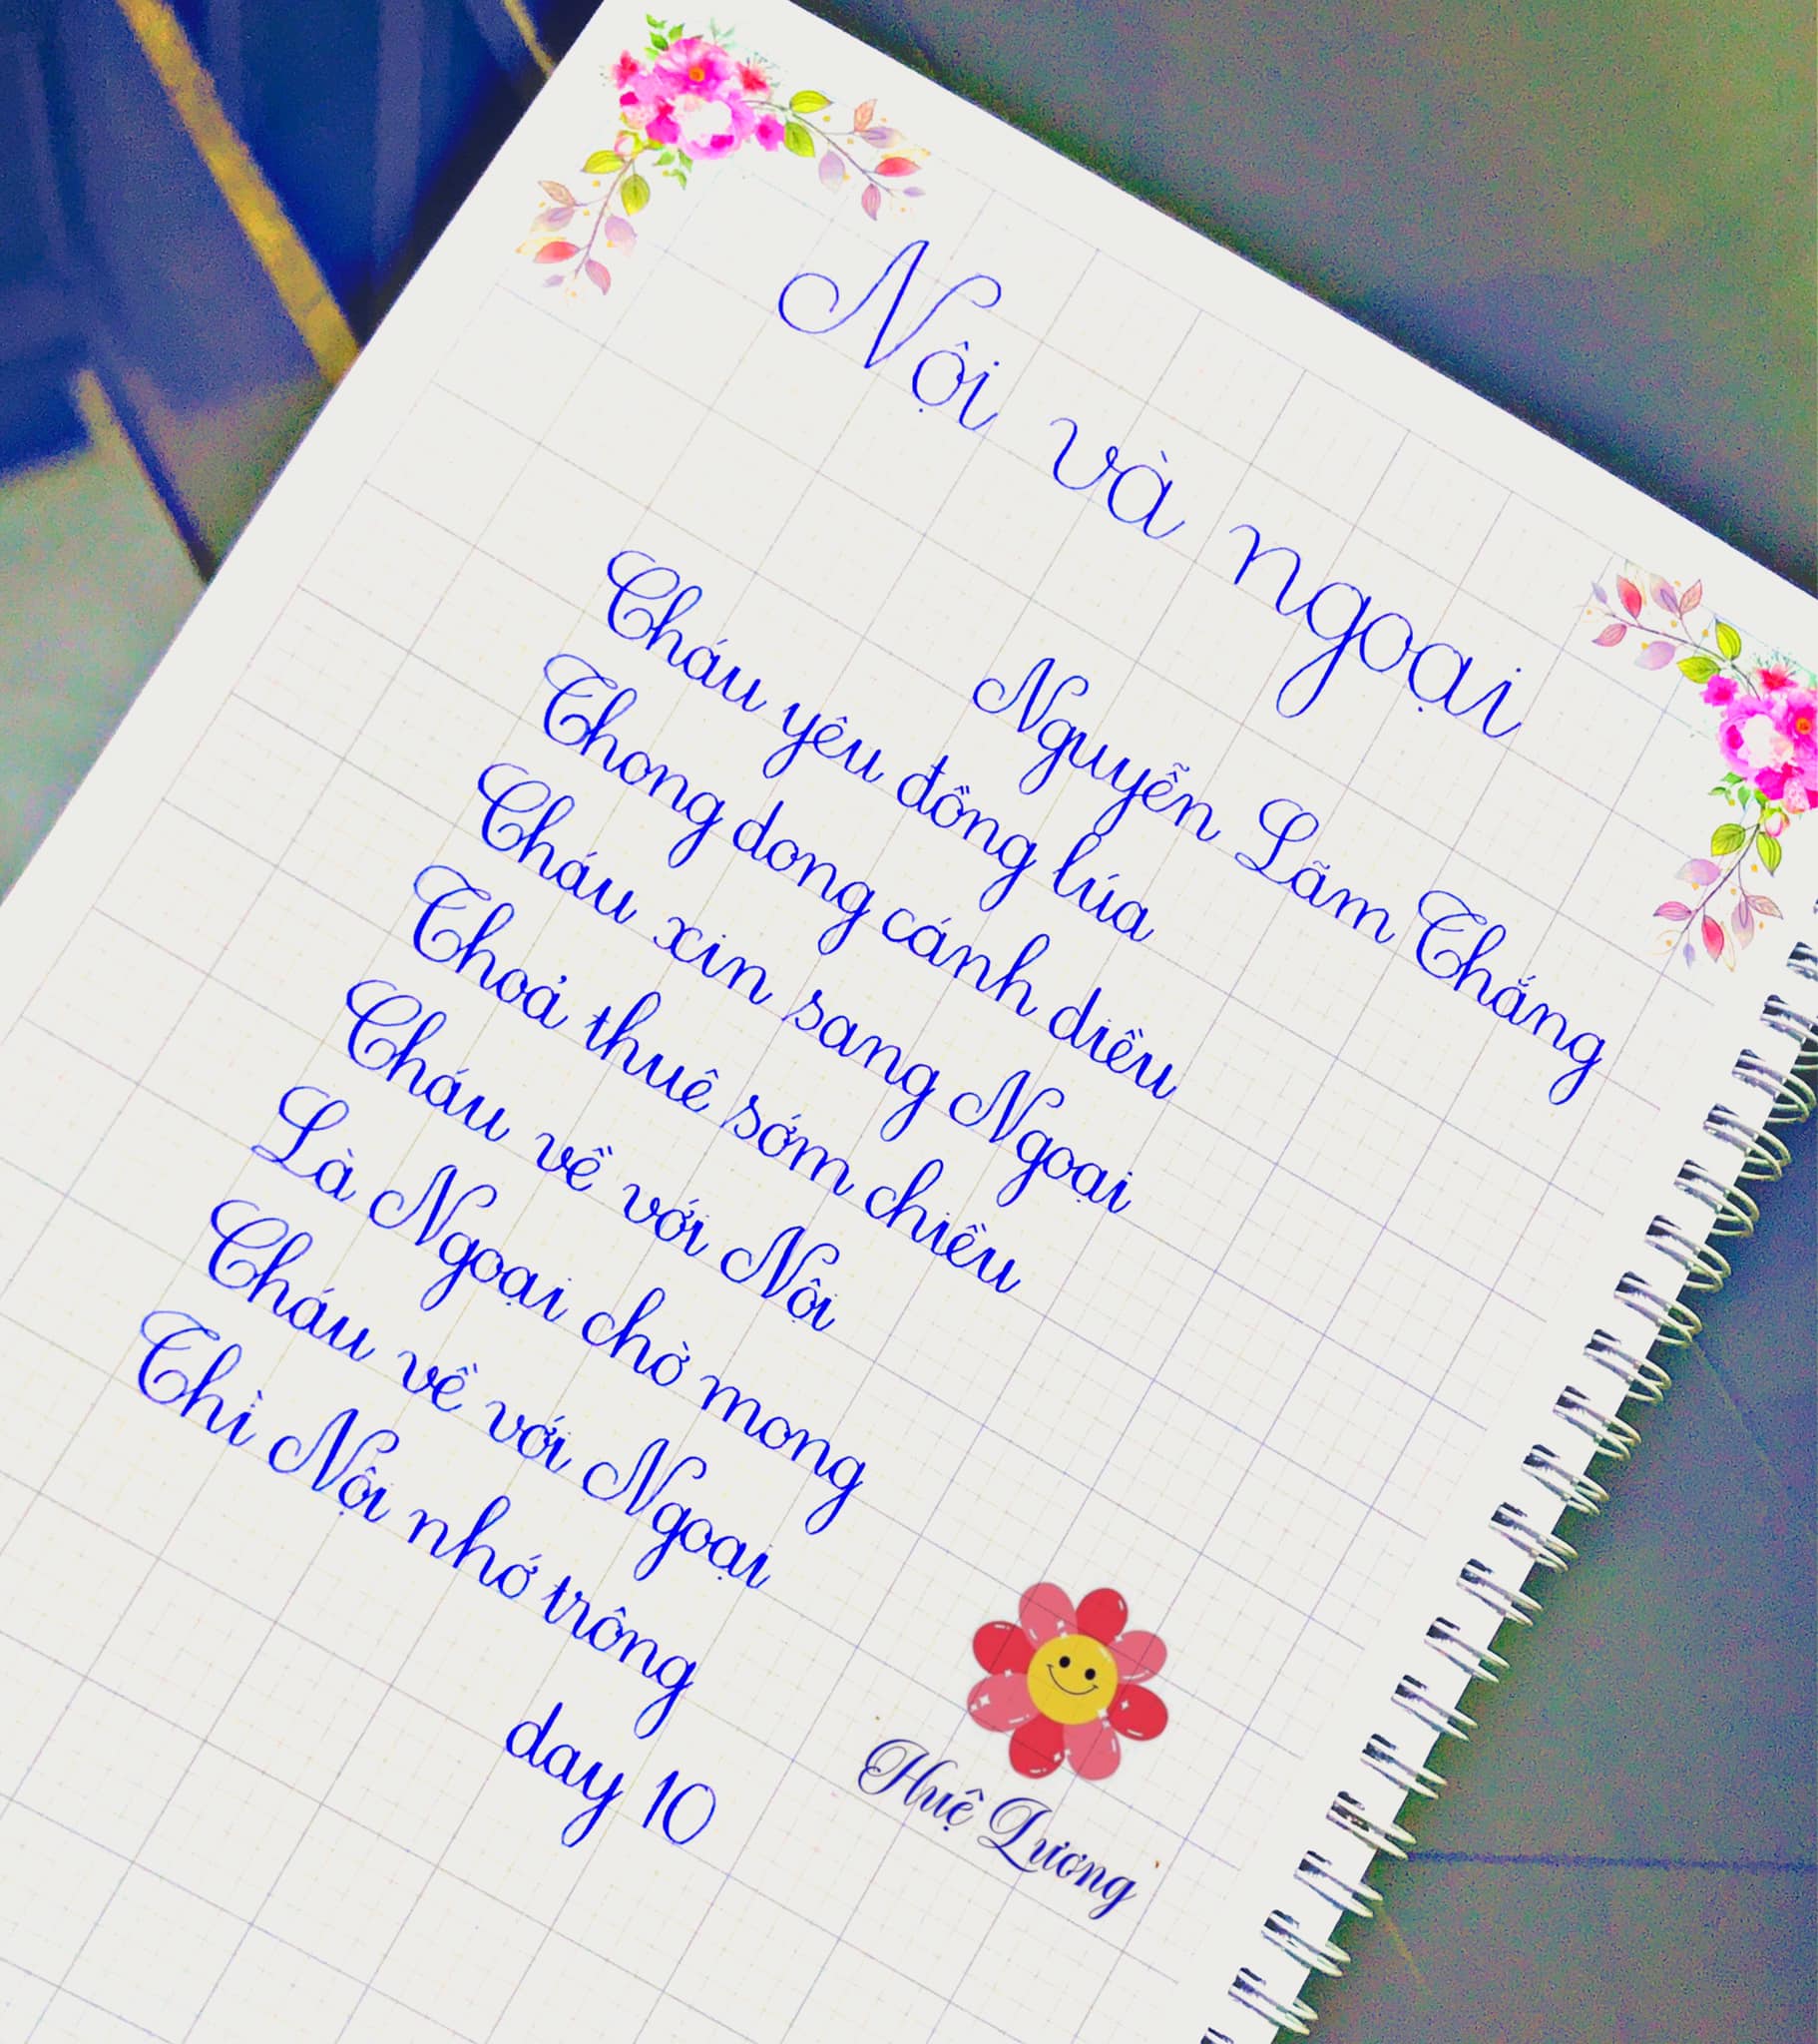 Nội và ngoại
Nguyễn Lãm Thắng
Cháu yêu đồng lúa
Thong dong cánh diều
Cháu xin sang Ngoại
Thoả thuê sớm chiều
Cháu về với Nội
Là Ngoại chờ mong
Cháu về với Ngoại
Thì Nội nhớ trông
day 10
Huệ Lương